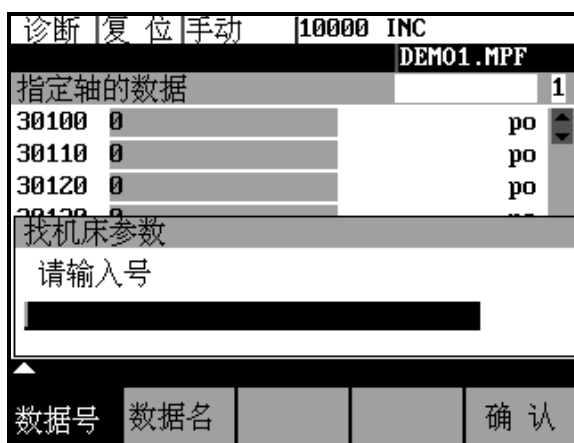 诊断 复 位 手动 10000 INC
DEMO1.MPF
指定轴的数据 1
30100 0 po
30110 0 po
30120 0 po
找机床参数
请输入号
数据号 数据名 确 认